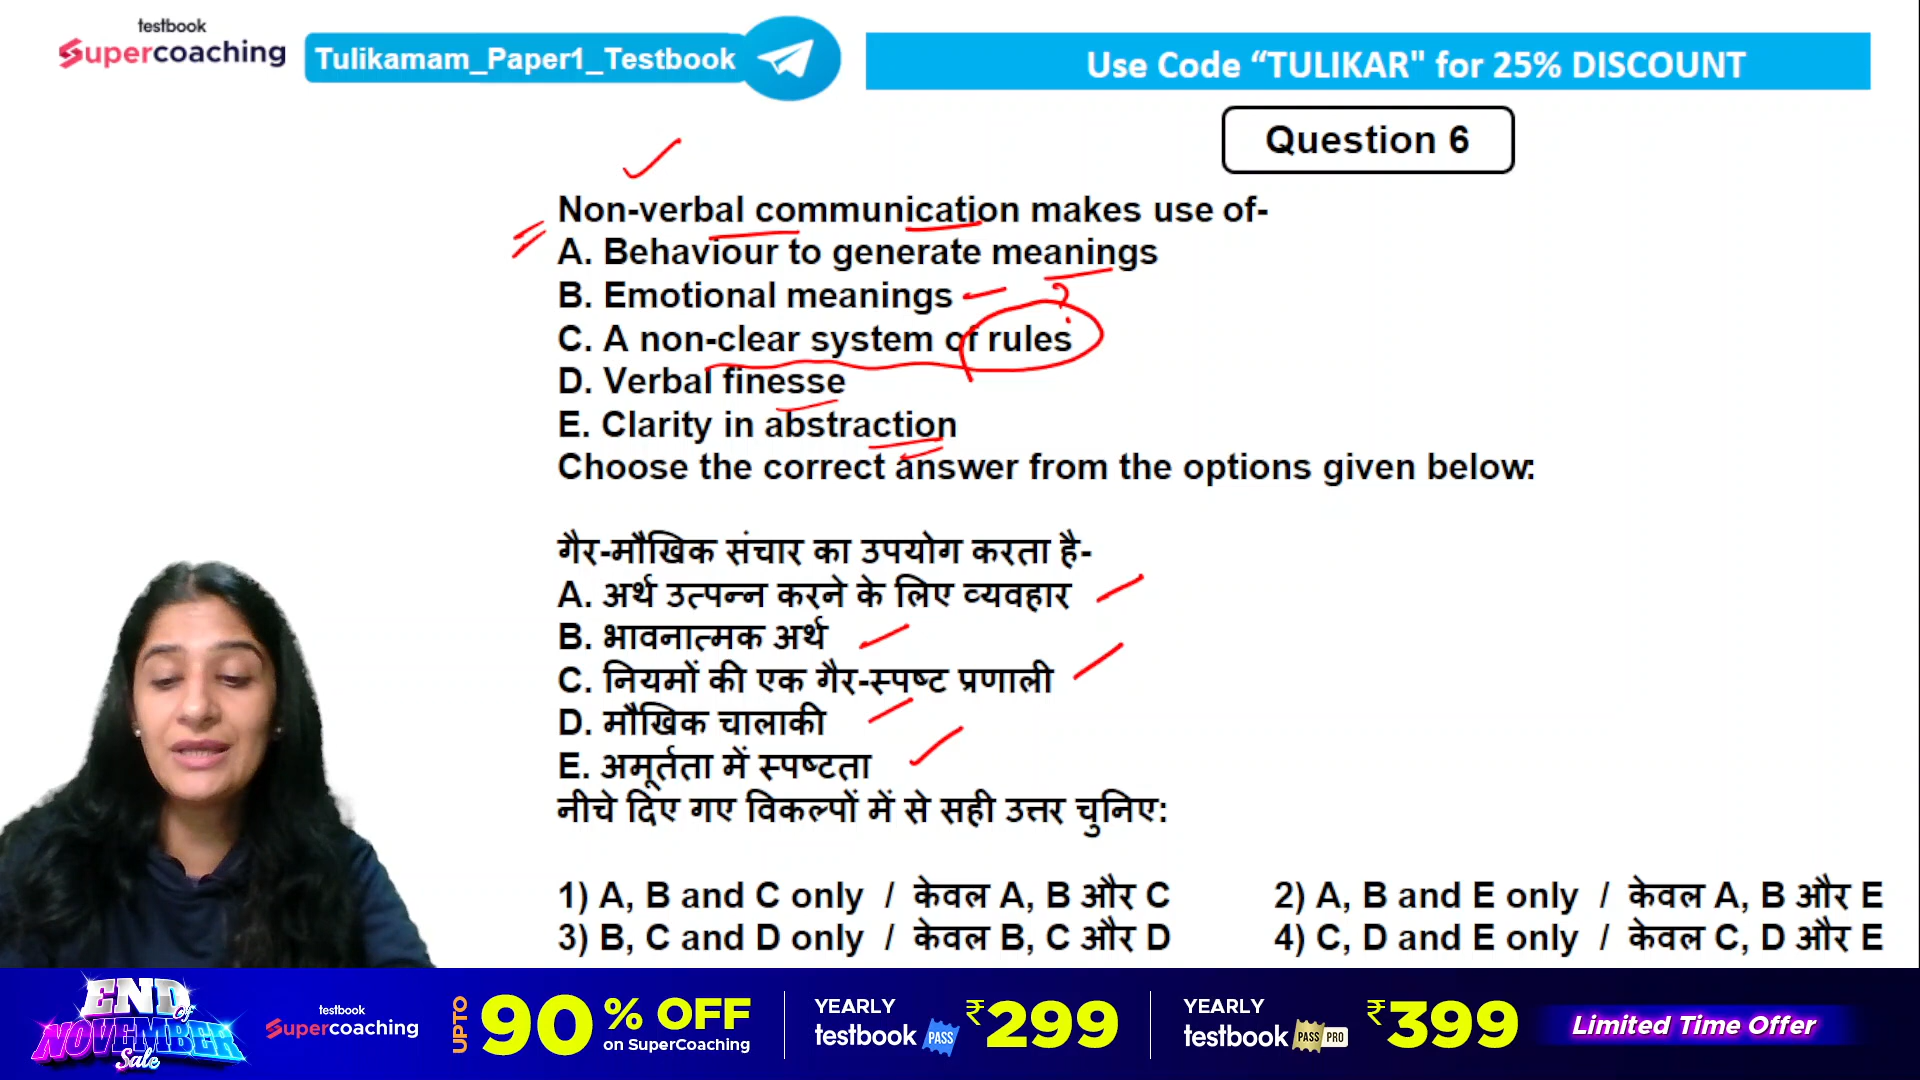 testbook
Supercoaching
Tulikamam_Paper1_Testbook
Use Code “TULIKAR" for 25% DISCOUNT
Question 6
Non-verbal communication makes use of-
A. Behaviour to generate meanings
B. Emotional meanings
C. A non-clear system of rules
D. Verbal finesse
E. Clarity in abstraction
Choose the correct answer from the options given below:
गैर-मौखिक संचार का उपयोग करता है-
A. अर्थ उत्पन्न करने के लिए व्यवहार
B. भावनात्मक अर्थ
C. नियमों की एक गैर-स्पष्ट प्रणाली
D. मौखिक चालाकी
E. अमूर्तता में स्पष्टता
नीचे दिए गए विकल्पों में से सही उत्तर चुनिए:
1) A, B and C only / केवल A, B और C
2) A, B and E only / केवल A, B और E
3) B, C and D only / केवल B, C और D
4) C, D and E only / केवल C, D और E
END of NOVEMBER Sale
testbook
Supercoaching
UPTO 90% OFF
on SuperCoaching
YEARLY
testbook PASS
₹299
YEARLY
testbook PASS PRO
₹399
Limited Time Offer